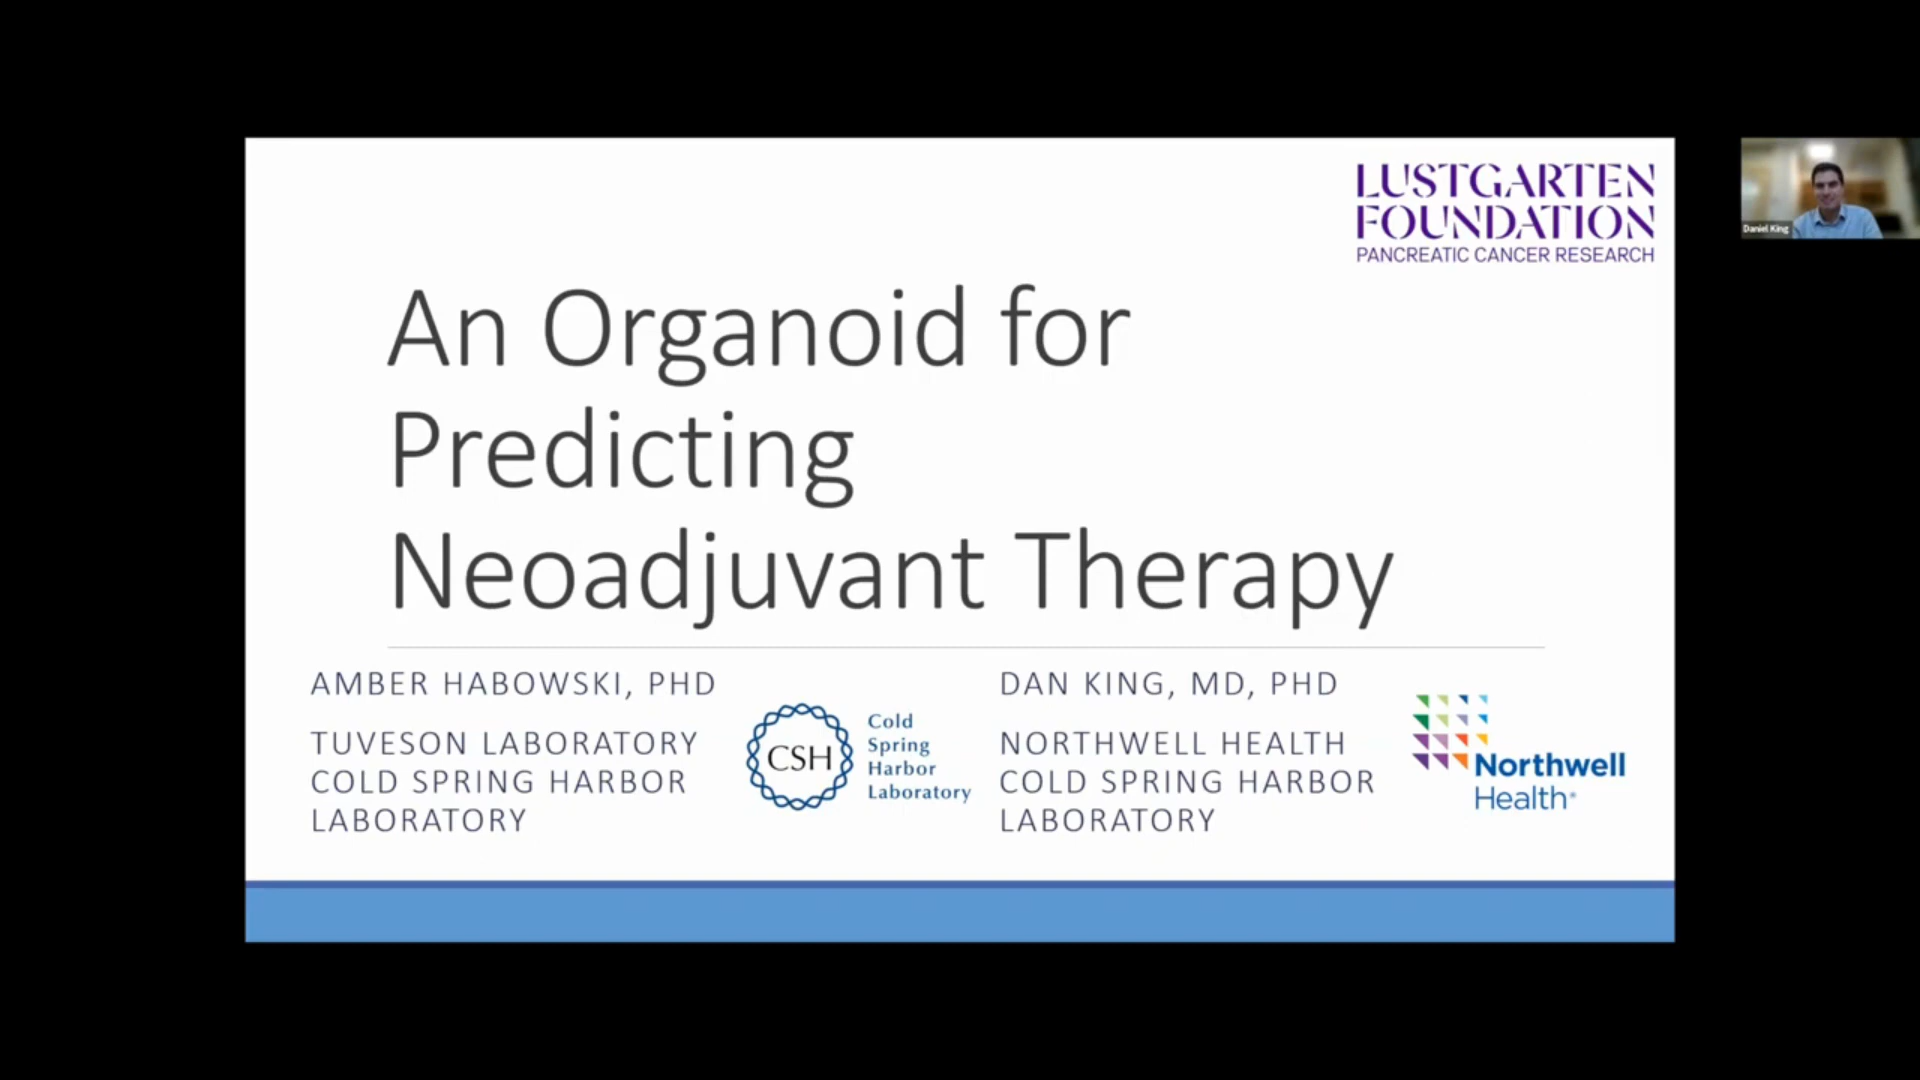 LUSTGARTEN
FOUNDATION
PANCREATIC CANCER RESEARCH
Daniel King
An Organoid for
Predicting
Neoadjuvant Therapy
AMBER HABOWSKI, PHD
TUVESON LABORATORY
COLD SPRING HARBOR
LABORATORY
CSH
Cold
Spring
Harbor
Laboratory
DAN KING, MD, PHD
NORTHWELL HEALTH
COLD SPRING HARBOR
LABORATORY
Northwell
Health